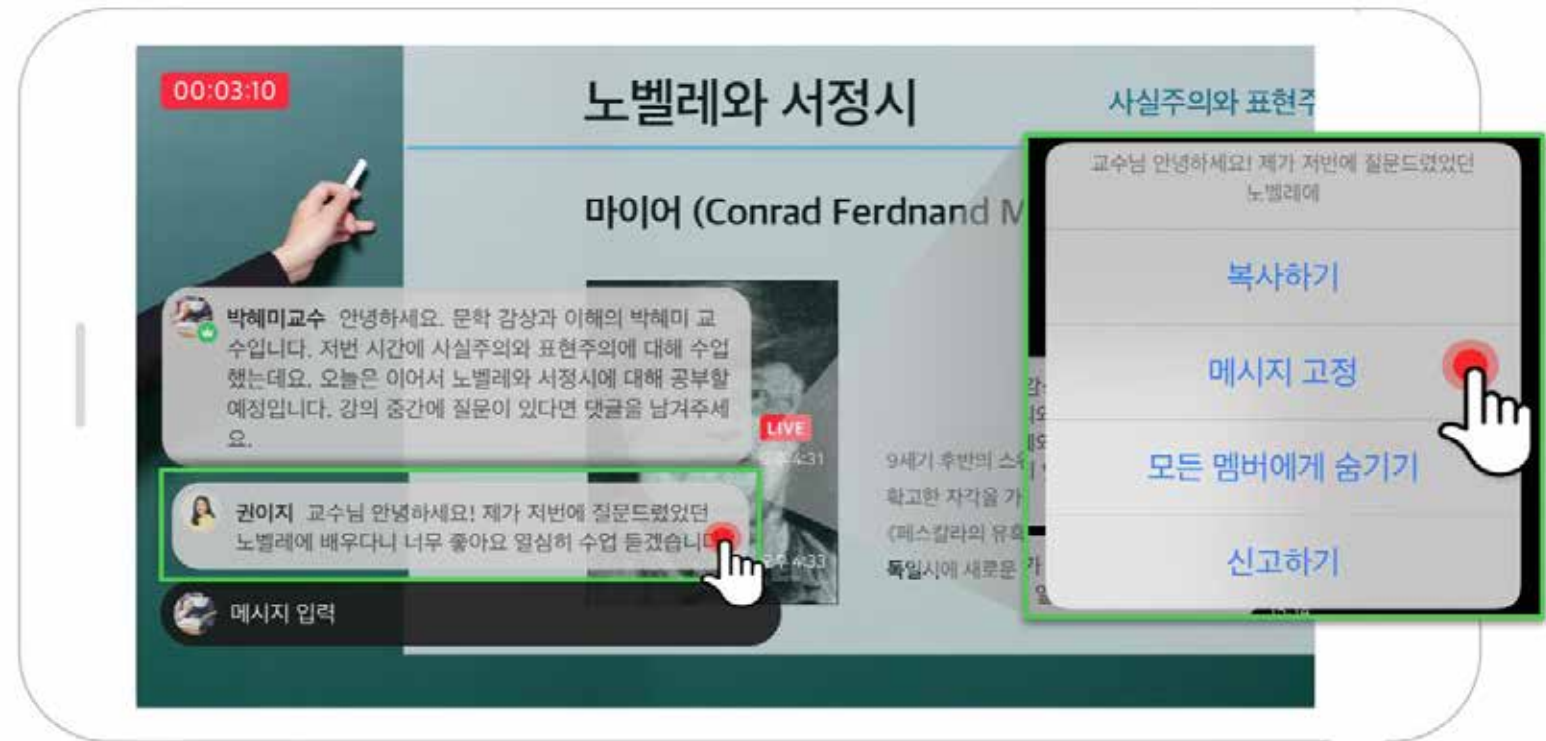 00:03:10
노벨레와 서정시
사실주의와 표현주
마이어 (Conrad Ferdnand M
박혜미교수 안녕하세요. 문학 감상과 이해의 박혜미 교
수입니다. 저번 시간에 사실주의와 표현주의에 대해 수업
했는데요. 오늘은 이어서 노벨레와 서정시에 대해 공부할
예정입니다. 강의 중간에 질문이 있다면 댓글을 남겨주세
요.
LIVE
4:31
권이지 교수님 안녕하세요! 제가 저번에 질문드렸었던
노벨레에 배우다니 너무 좋아요 열심히 수업 듣겠습니
4:33
메시지 입력
9세기 후반의 스위
확고한 자각을 가
《페스칼라의 유혹
독일시에 새로운
교수님 안녕하세요! 제가 저번에 질문드렸었던
노벨레에
복사하기
메시지 고정
모든 멤버에게 숨기기
신고하기